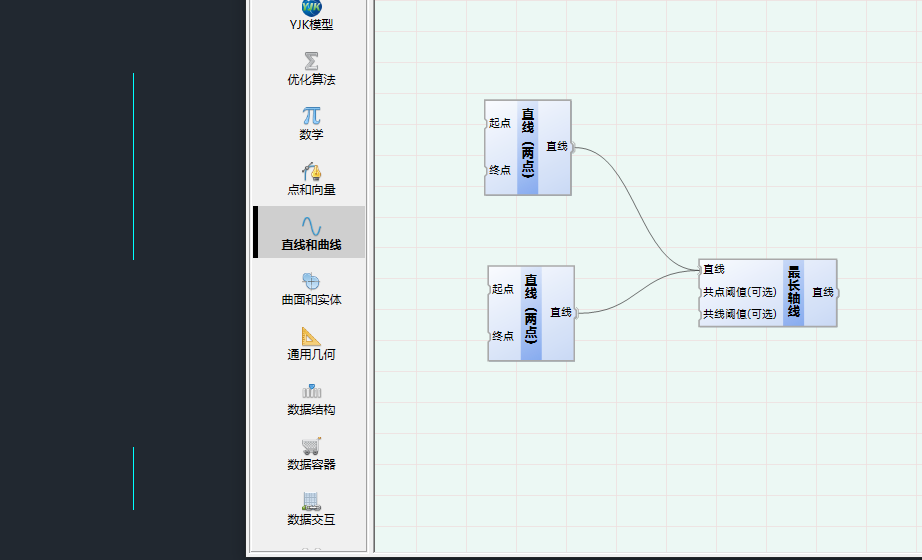 YJK
YJK模型
优化算法
数学
点和向量
直线和曲线
曲面和实体
通用几何
数据结构
数据容器
数据交互
起点
终点
直线（两点）
直线
起点
终点
直线（两点）
直线
直线
共点阈值(可选)
共线阈值(可选)
最长轴线
直线